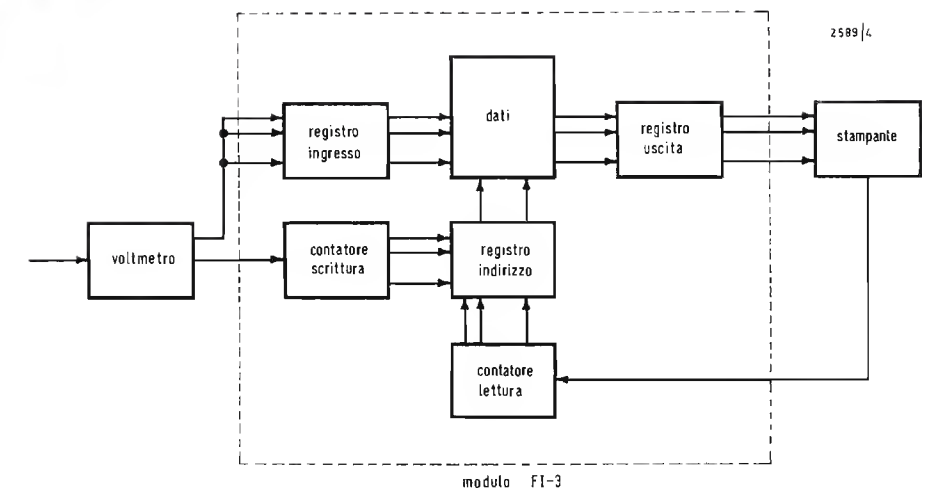 2589/4
dati
registro
ingresso
registro
uscita
stampante
voltmetro
contatore
scrittura
registro
indirizzo
contatore
lettura
modulo FI-3